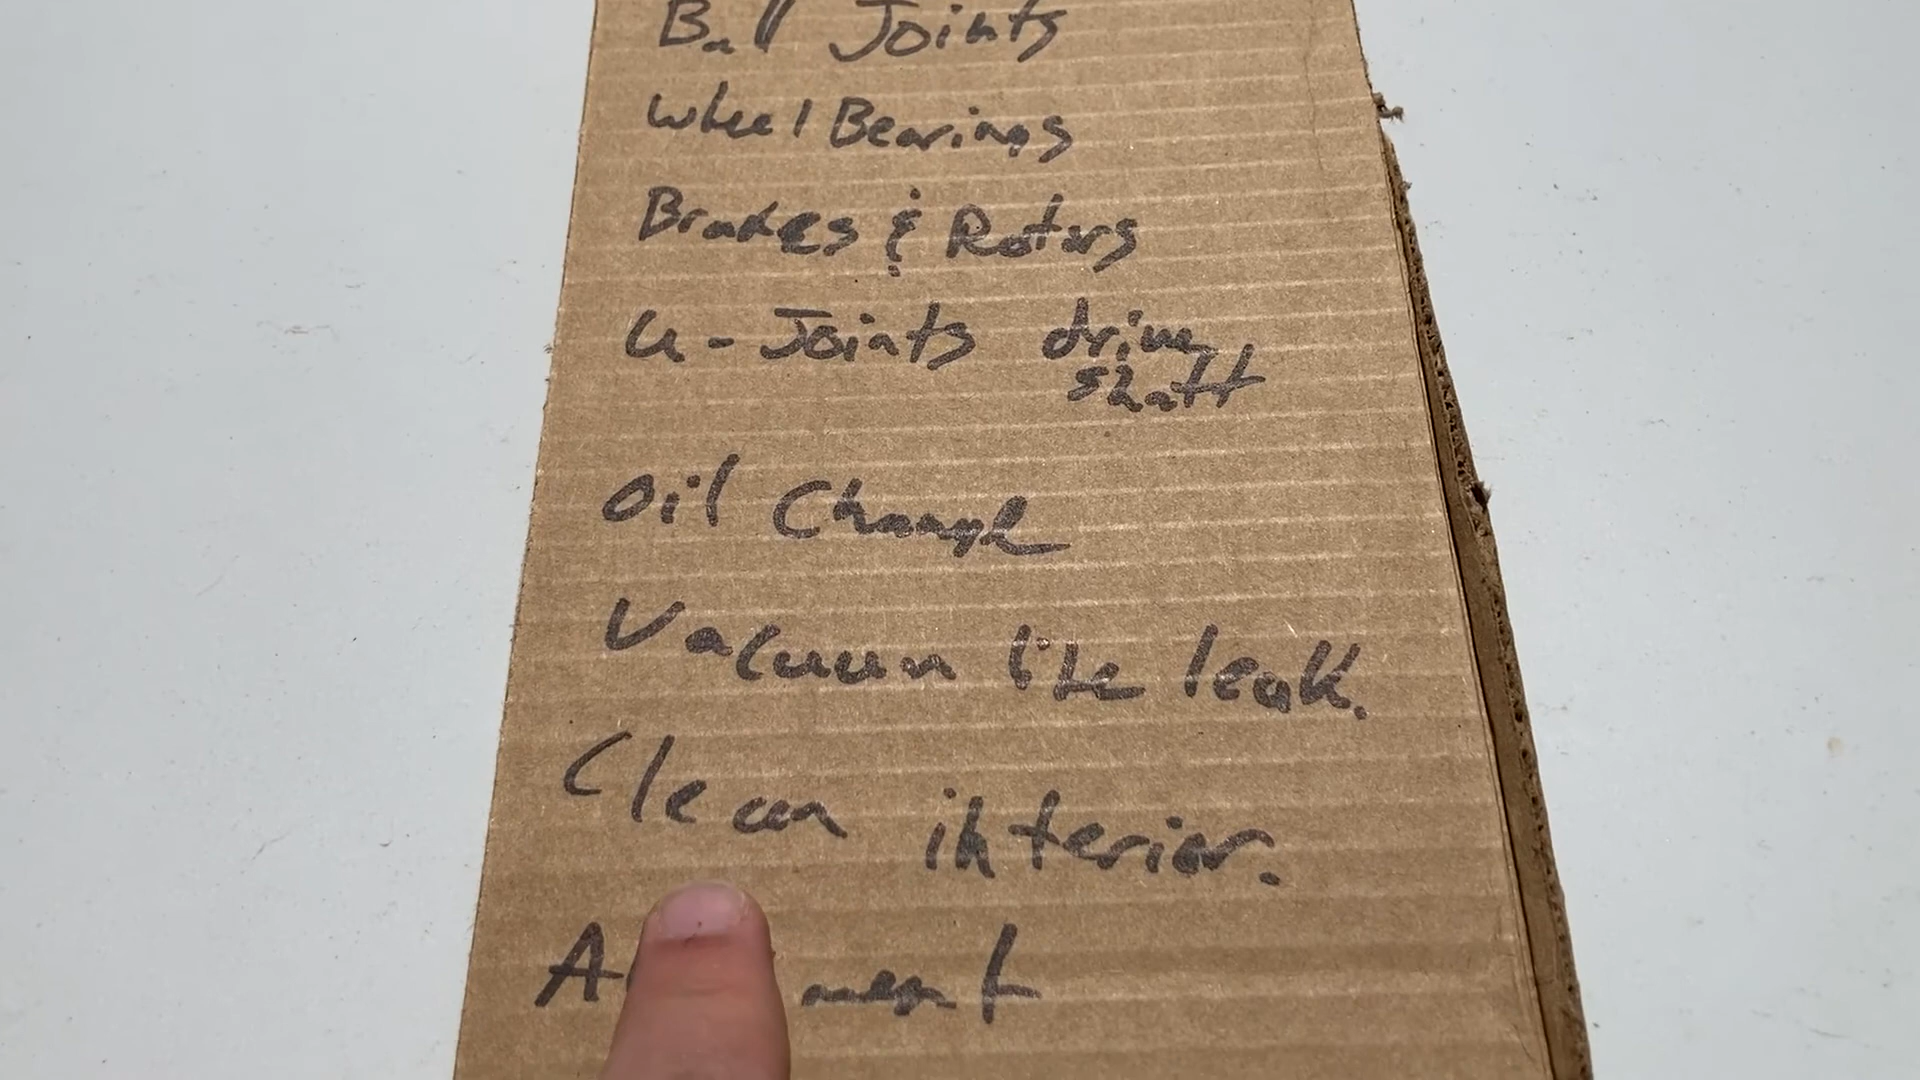 Ball Joints
Wheel Bearings
Brakes & Rotors
U-Joints drive
shaft
Oil Change
Vacuum line leak.
Clean interior.